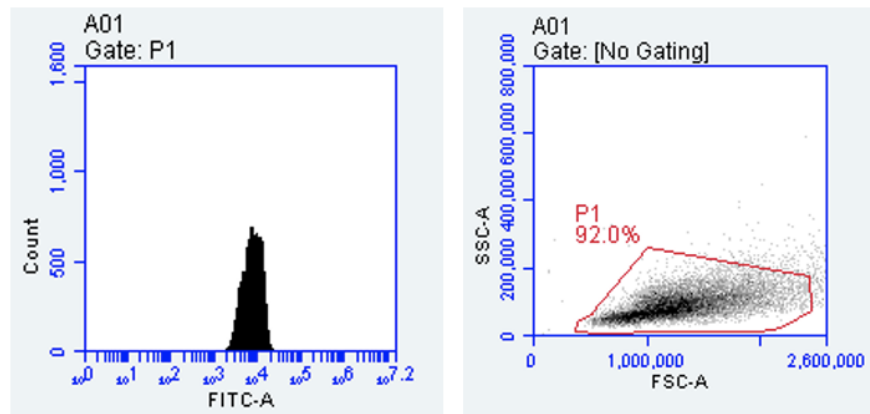 A01
Gate: P1
1,600
1,000
500
0
Count
10^0 10^1 10^2 10^3 10^4 10^5 10^6 10^7.2
FITC-A
A01
Gate: [No Gating]
800,000
600,000
400,000
200,000
0
SSC-A
P1
92.0%
0 1,000,000 2,600,000
FSC-A